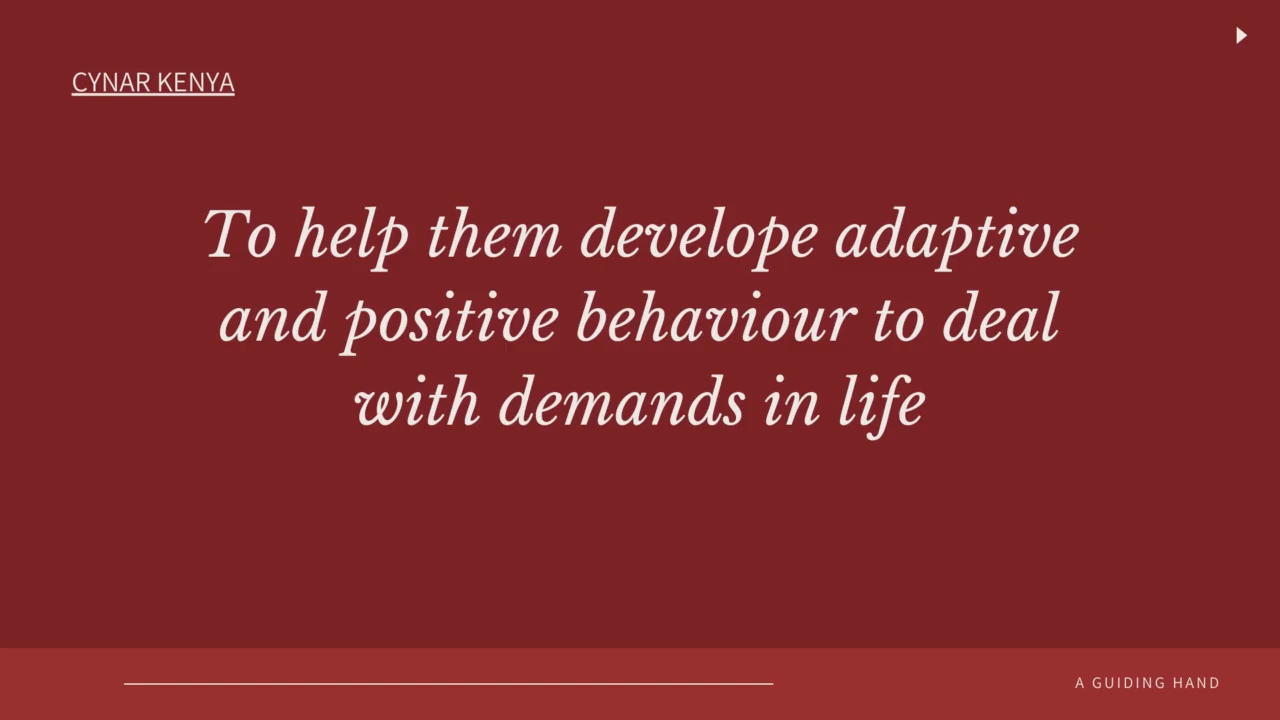 CYNAR KENYA
To help them develope adaptive
and positive behaviour to deal
with demands in life
A GUIDING HAND